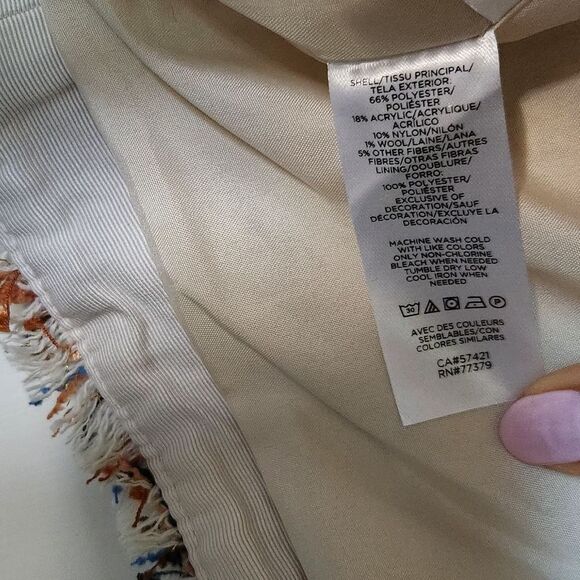 SHELL/TISSU PRINCIPAL/
TELA EXTERIOR:
66% POLYESTER/
POLIÉSTER
18% ACRYLIC/ACRYLIQUE/
ACRÍLICO
10% NYLON/NILÓN
1% WOOL/LAINE/LANA
5% OTHER FIBERS/AUTRES
FIBRES/OTRAS FIBRAS
LINING/DOUBLURE/
FORRO:
100% POLYESTER/
POLIÉSTER
EXCLUSIVE OF
DECORATION/SAUF
DÉCORATION/EXCLUYE LA
DECORACIÓN
MACHINE WASH COLD
WITH LIKE COLORS
ONLY NON-CHLORINE
BLEACH WHEN NEEDED
TUMBLE DRY LOW
COOL IRON WHEN
NEEDED
30 P
AVEC DES COULEURS
SEMBLABLES/CON
COLORES SIMILARES
CA#57421
RN#77379